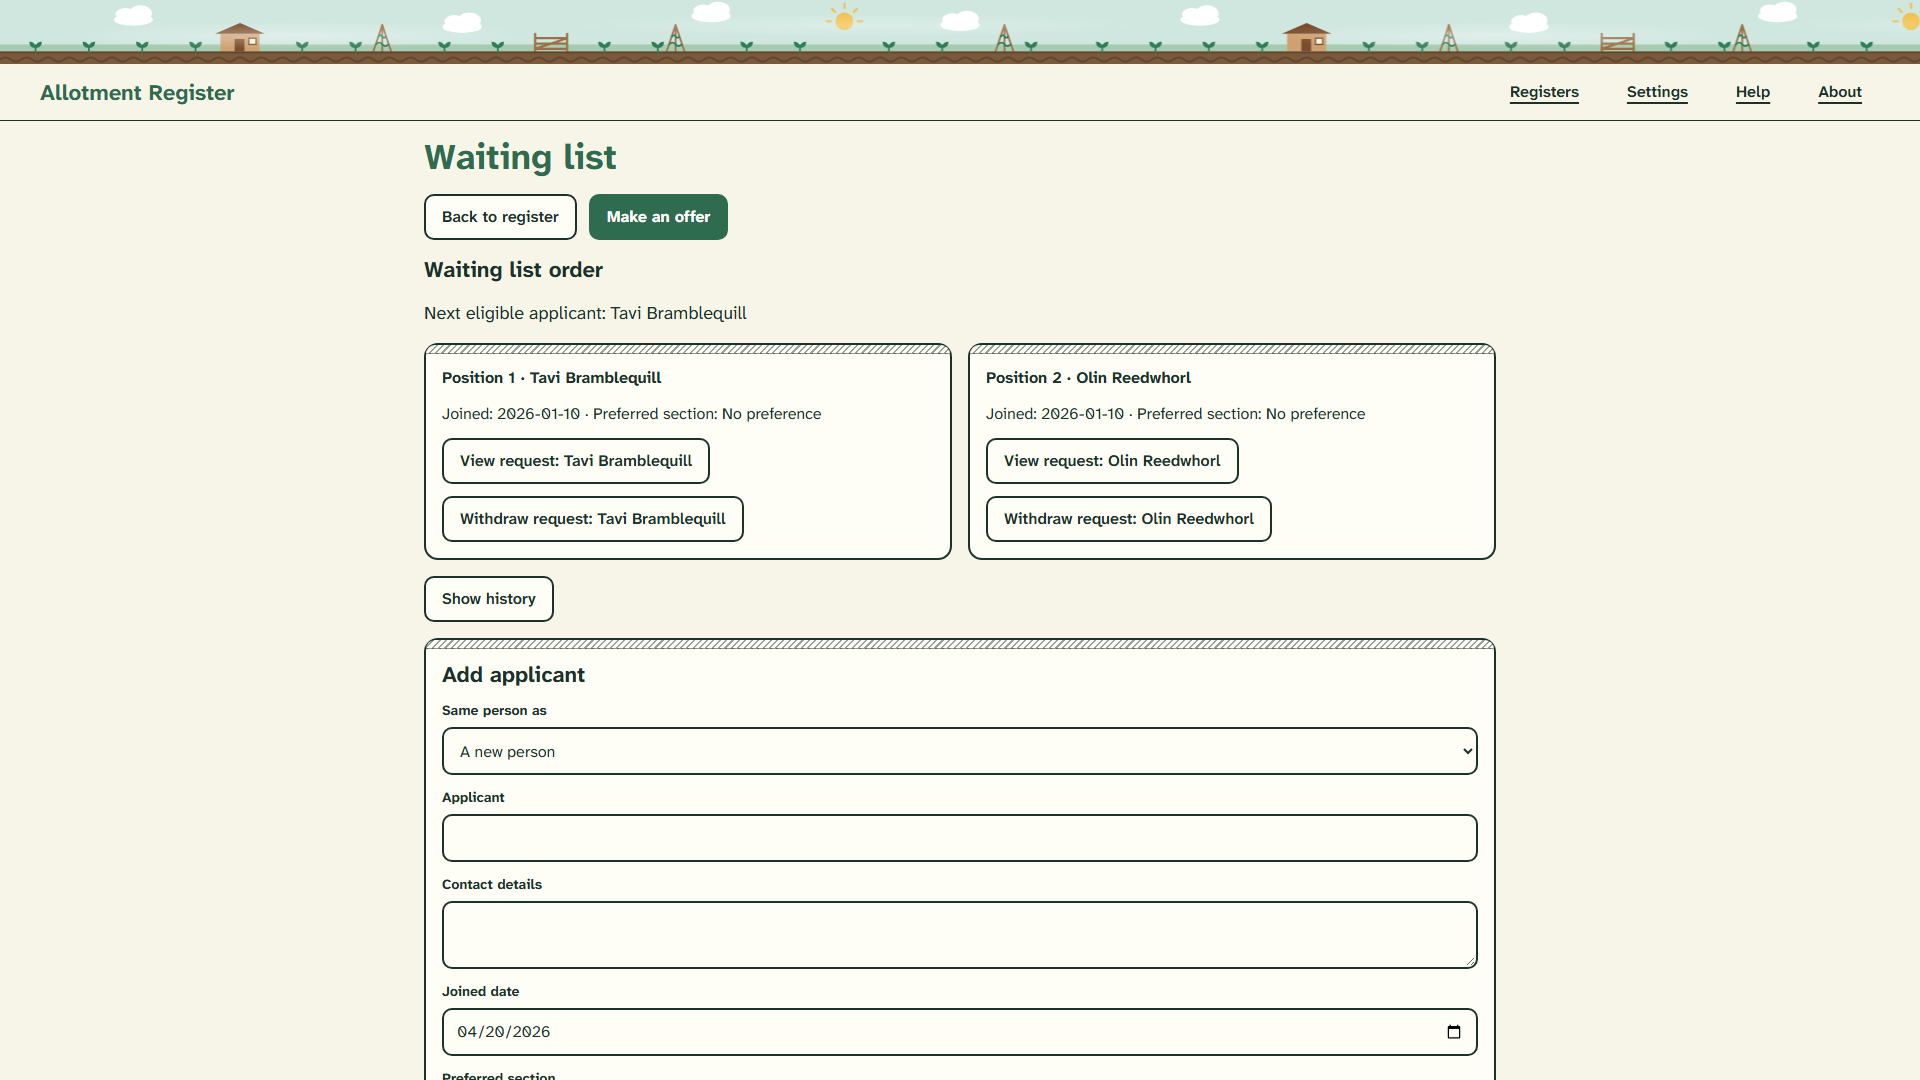 Allotment Register
Registers
Settings
Help
About
Waiting list
Back to register
Make an offer
Waiting list order
Next eligible applicant: Tavi Bramblequill
Position 1 · Tavi Bramblequill
Joined: 2026-01-10 · Preferred section: No preference
View request: Tavi Bramblequill
Withdraw request: Tavi Bramblequill
Position 2 · Olin Reedwhorl
Joined: 2026-01-10 · Preferred section: No preference
View request: Olin Reedwhorl
Withdraw request: Olin Reedwhorl
Show history
Add applicant
Same person as
A new person
Applicant
Contact details
Joined date
04/20/2026
Preferred section